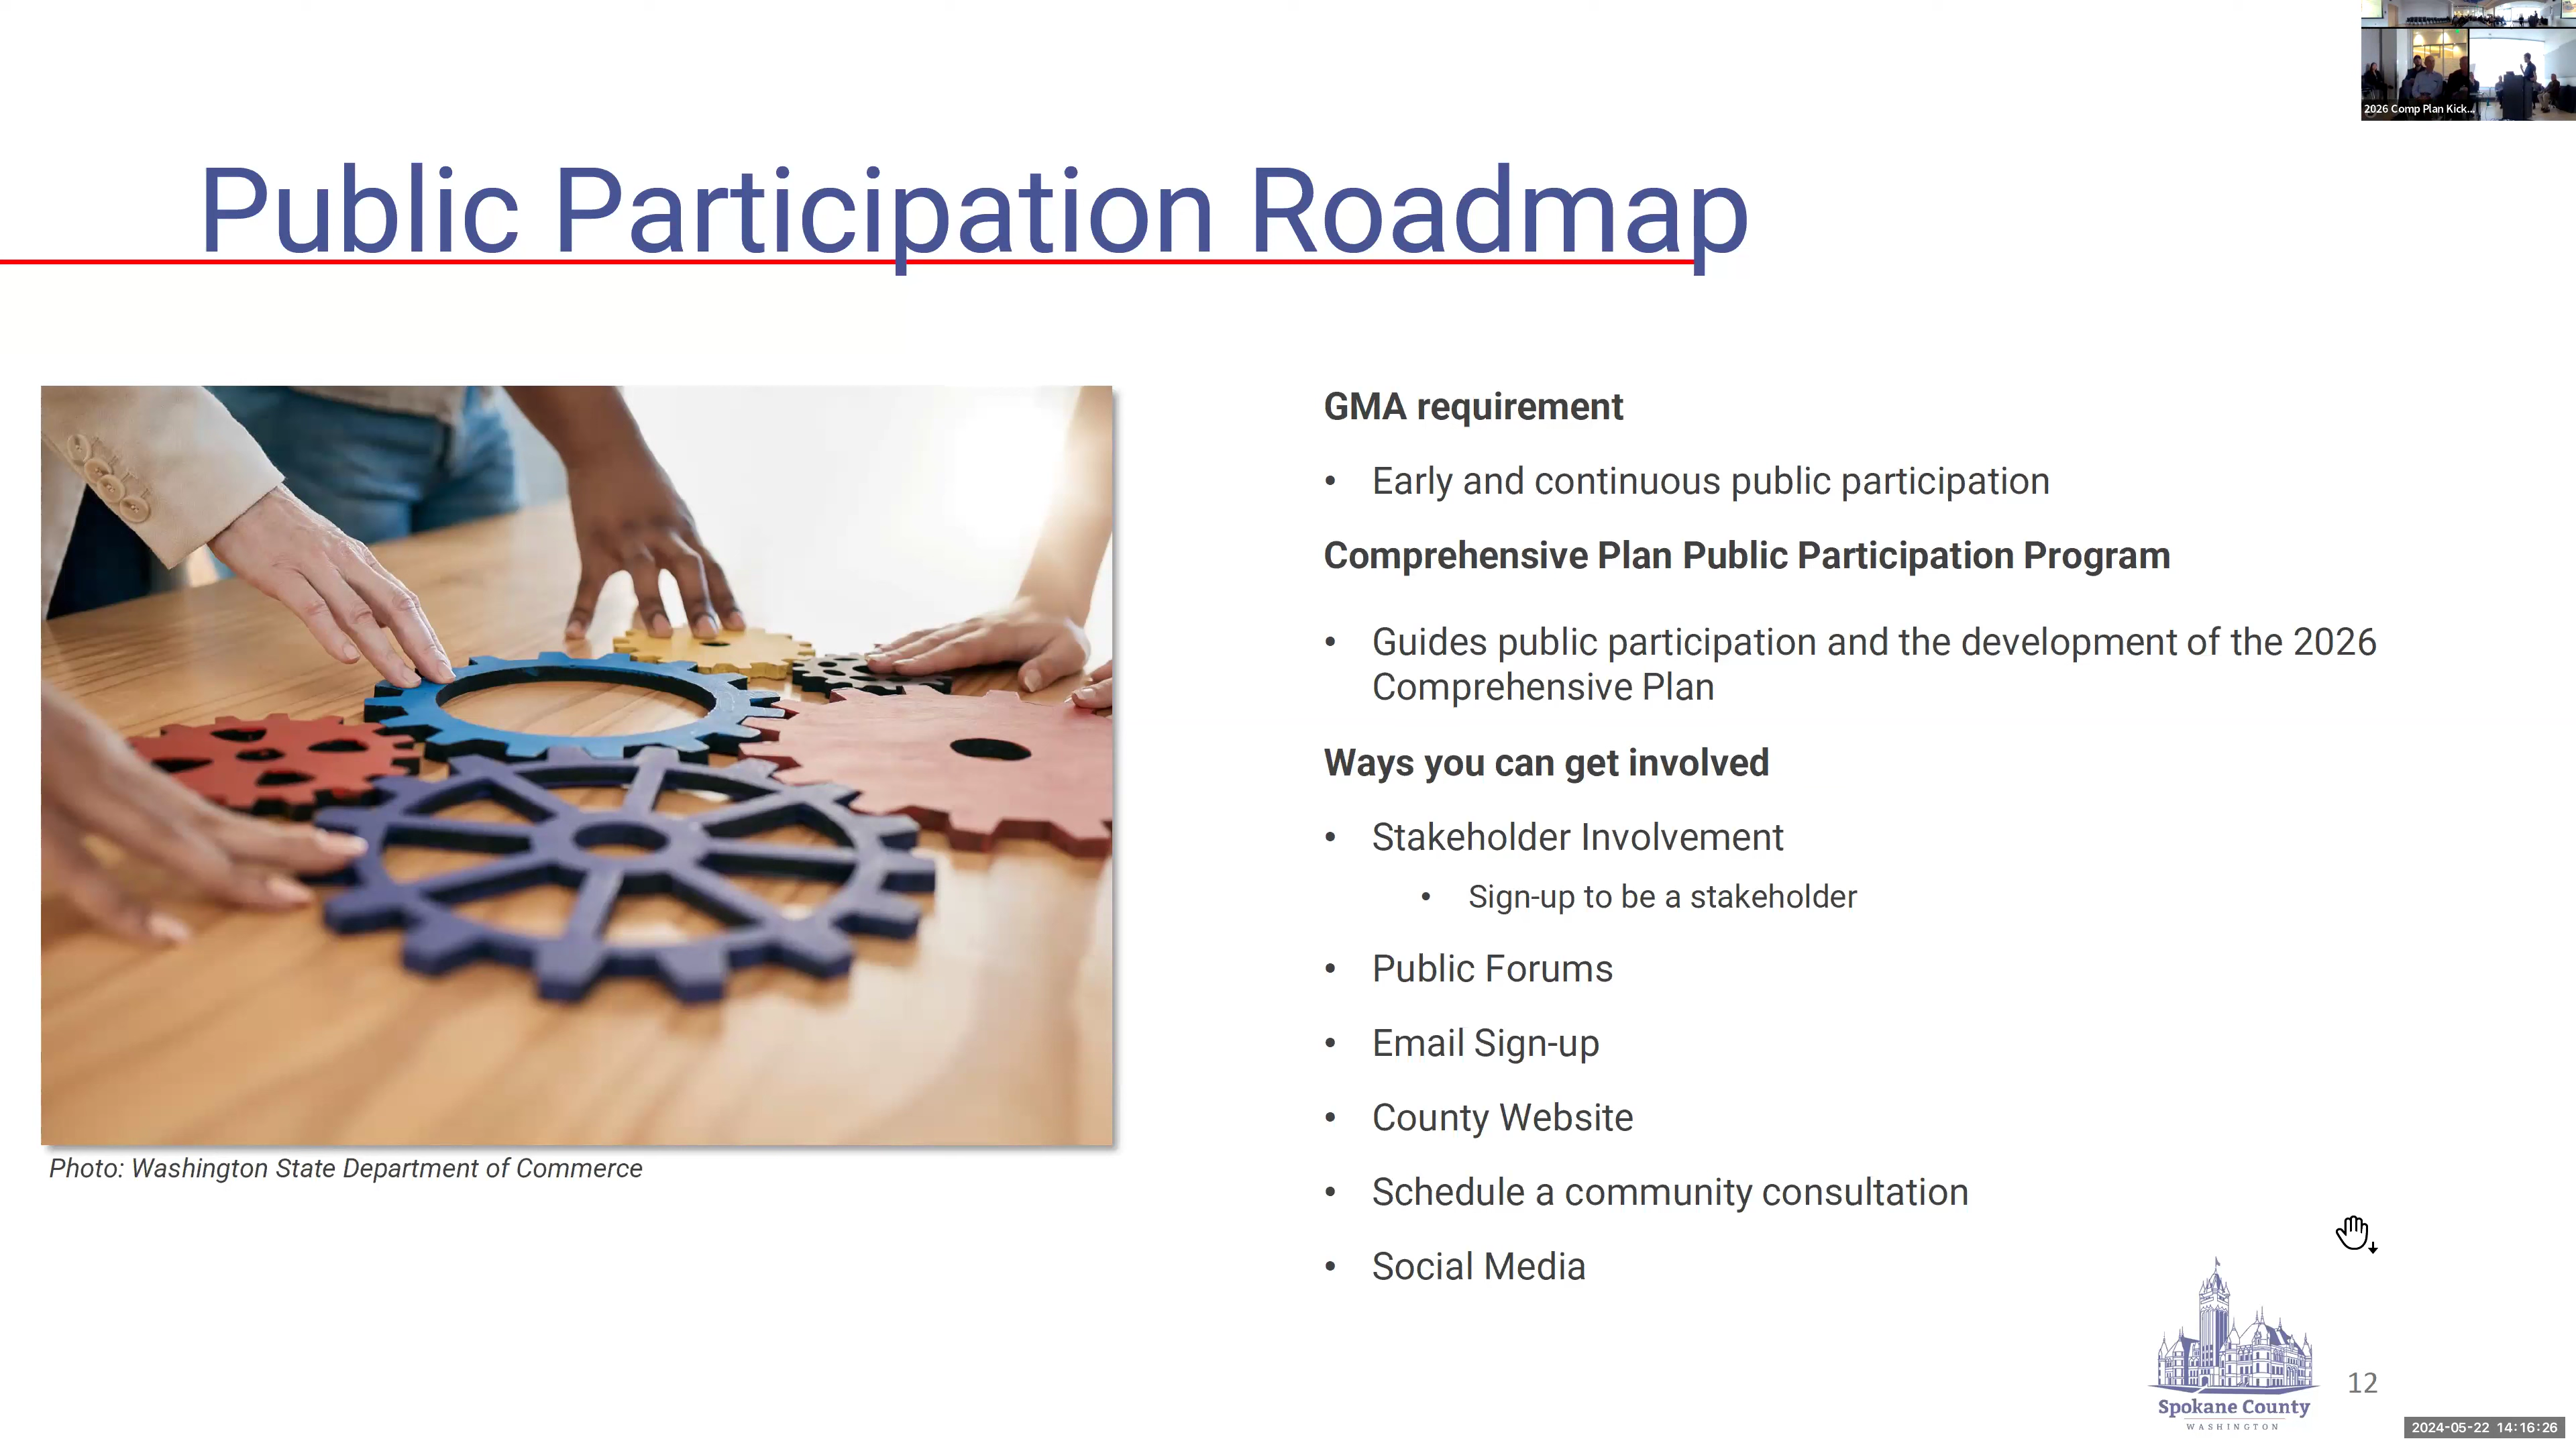 2026 Comp Plan Kick...
Public Participation Roadmap
Photo: Washington State Department of Commerce
GMA requirement
• Early and continuous public participation
Comprehensive Plan Public Participation Program
• Guides public participation and the development of the 2026
Comprehensive Plan
Ways you can get involved
• Stakeholder Involvement
• Sign-up to be a stakeholder
• Public Forums
• Email Sign-up
• County Website
• Schedule a community consultation
• Social Media
Spokane County
WASHINGTON
12
2024-05-22 14:16:26